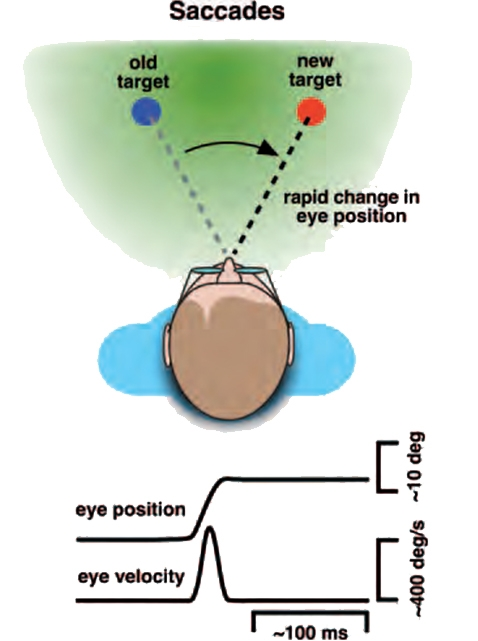 Saccades
old
target
new
target
rapid change in
eye position
eye position
~10 deg
eye velocity
~400 deg/s
~100 ms